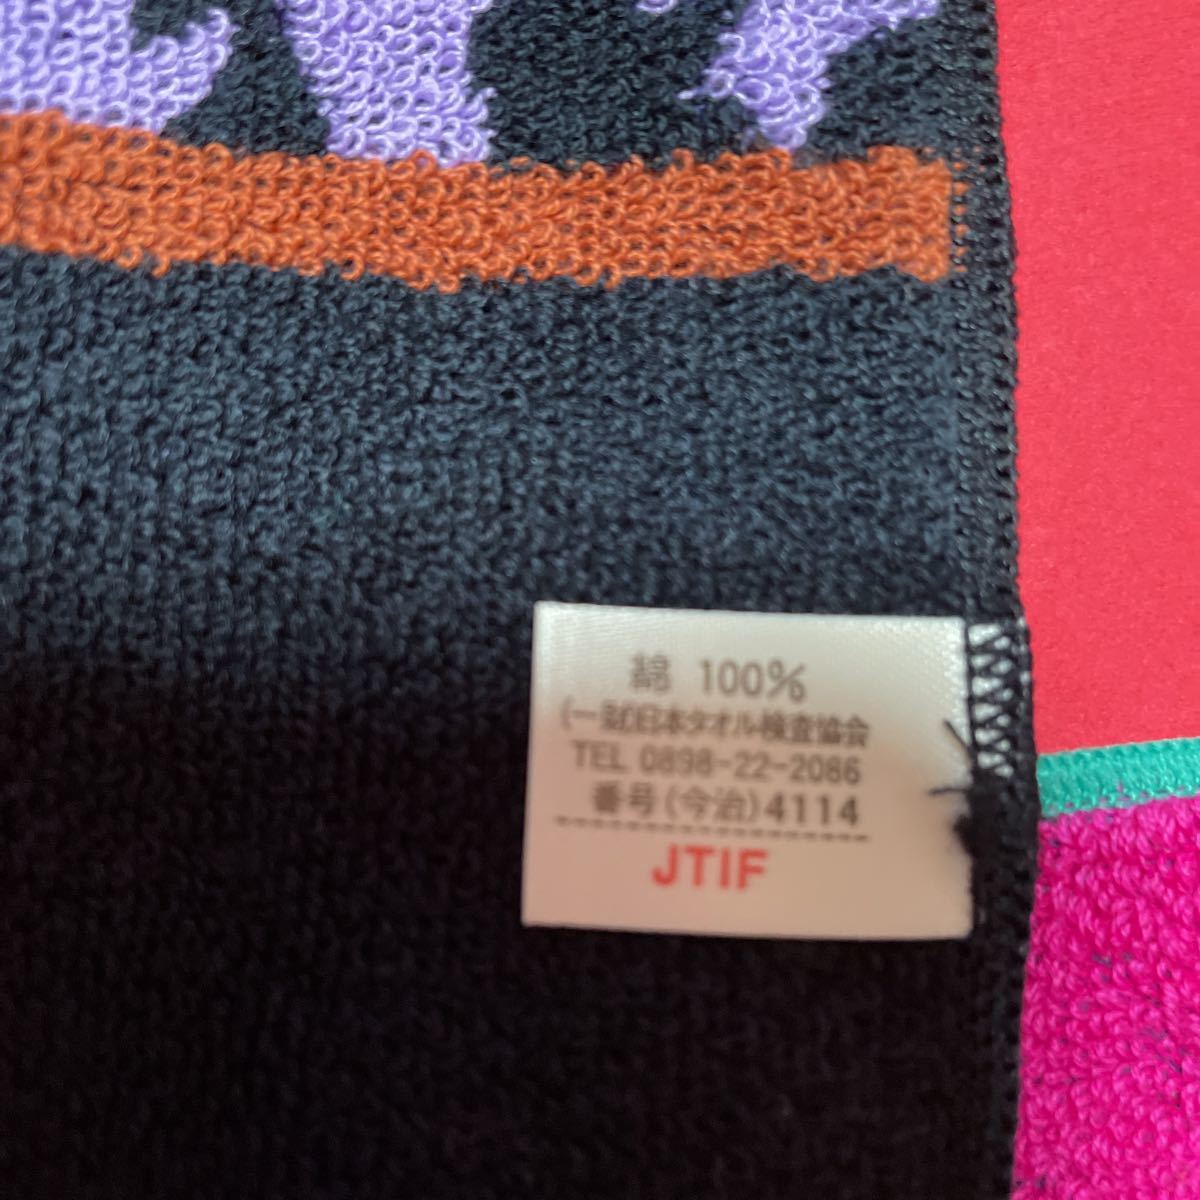 綿 100%
(一財)日本タオル検査協会
TEL 0898-22-2086
番号(今治)4114
JTIF